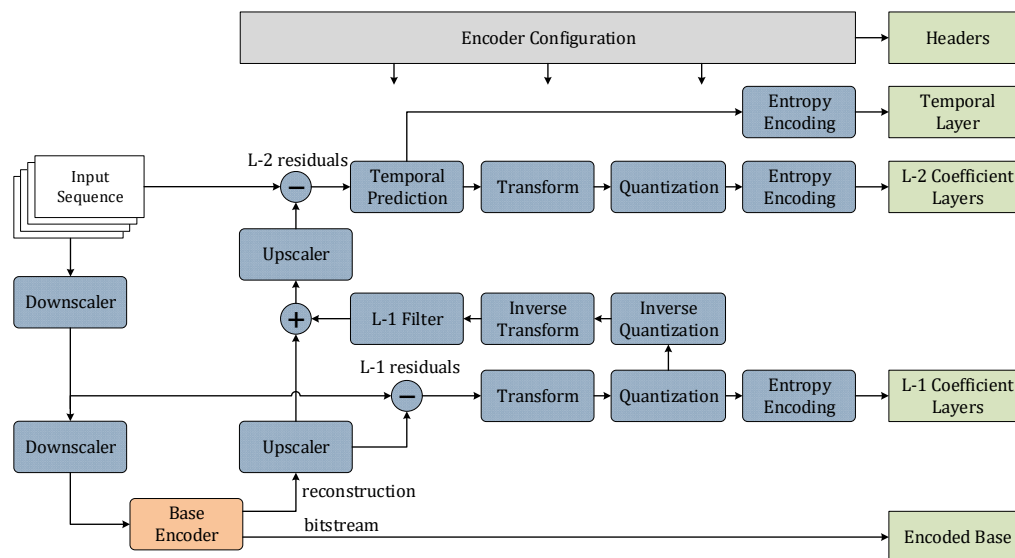 Encoder Configuration
Headers
Entropy
Encoding
Temporal
Layer
L-2 residuals
Input
Sequence
Temporal
Prediction
Transform
Quantization
Entropy
Encoding
L-2 Coefficient
Layers
Upscaler
Downscaler
L-1 Filter
Inverse
Transform
Inverse
Quantization
L-1 residuals
Transform
Quantization
Entropy
Encoding
L-1 Coefficient
Layers
Downscaler
Upscaler
reconstruction
Base
Encoder
bitstream
Encoded Base